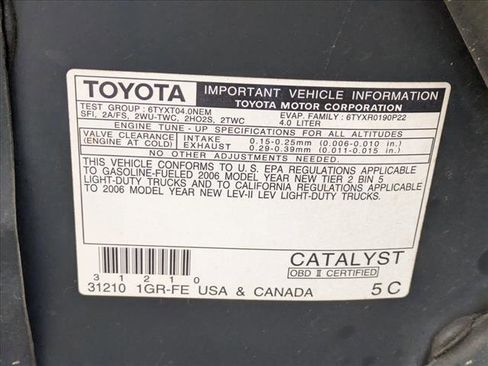 TOYOTA IMPORTANT VEHICLE INFORMATION
TOYOTA MOTOR CORPORATION
TEST GROUP : 6TYXT04.0NEM EVAP. FAMILY : 6TYXR0190P22
SFI, 2A/FS, 2WU-TWC, 2HO2S, 2TWC 4.0 LITER
ENGINE TUNE - UP SPECIFICATIONS FOR ALL ALTITUDES
VALVE CLEARANCE INTAKE 0.15-0.25mm (0.006-0.010 in.)
(ENGINE AT COLD) EXHAUST 0.29-0.39mm (0.011-0.015 in.)
NO OTHER ADJUSTMENTS NEEDED.
THIS VEHICLE CONFORMS TO U.S. EPA REGULATIONS APPLICABLE
TO GASOLINE-FUELED 2006 MODEL YEAR NEW TIER 2 BIN 5
LIGHT-DUTY TRUCKS AND TO CALIFORNIA REGULATIONS APPLICABLE
TO 2006 MODEL YEAR NEW LEV-II LEV LIGHT-DUTY TRUCKS.
CATALYST
OBD II CERTIFIED
31210
31210 1GR-FE USA & CANADA 5C